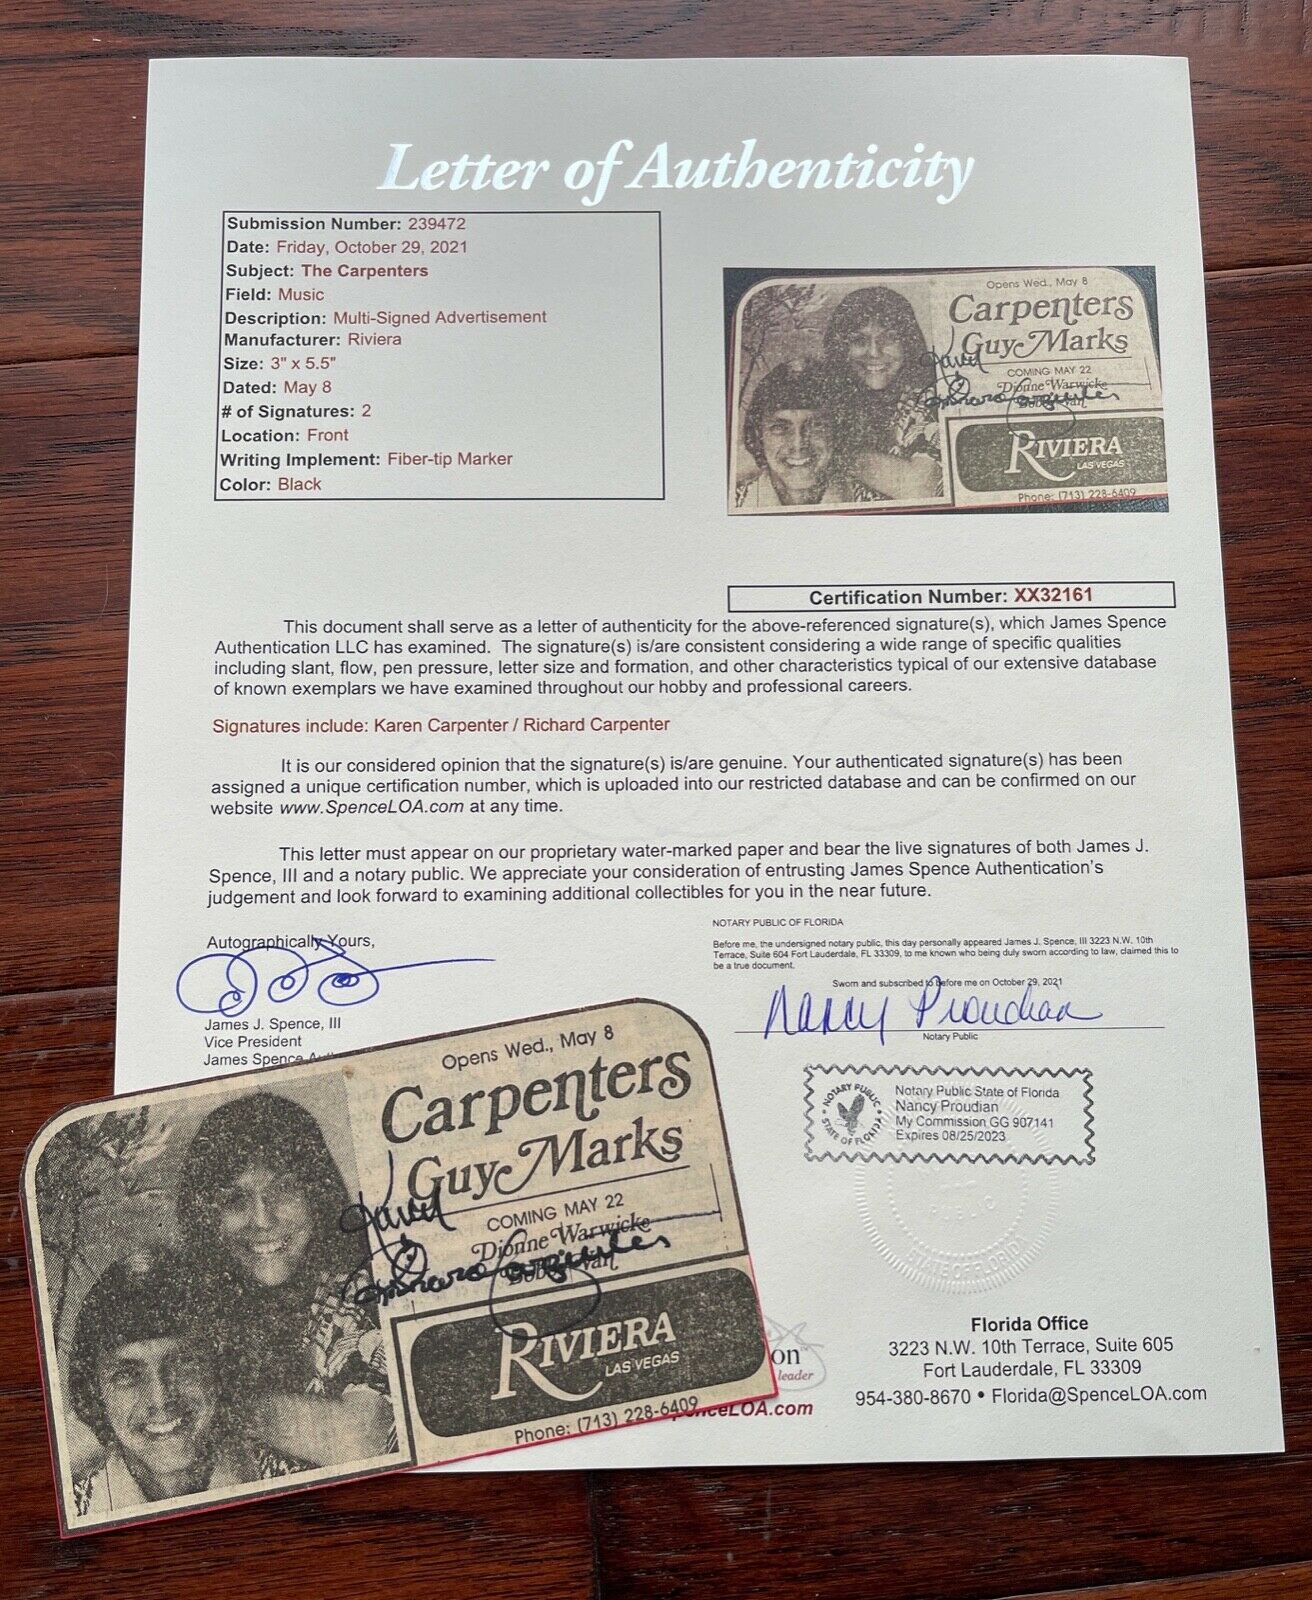 Letter of Authenticity
Submission Number: 239472
Date: Friday, October 29, 2021
Subject: The Carpenters
Field: Music
Description: Multi-Signed Advertisement
Manufacturer: Riviera
Size: 3" x 5.5"
Dated: May 8
# of Signatures: 2
Location: Front
Writing Implement: Fiber-tip Marker
Color: Black
Opens Wed., May 8
Carpenters
Guy Marks
COMING MAY 22
Dionne Warwicke
Karen
Richard Carpenter
RIVIERA
LAS VEGAS
Phone: (713) 228-6409
Certification Number: XX32161
This document shall serve as a letter of authenticity for the above-referenced signature(s), which James Spence
Authentication LLC has examined. The signature(s) is/are consistent considering a wide range of specific qualities
including slant, flow, pen pressure, letter size and formation, and other characteristics typical of our extensive database
of known exemplars we have examined throughout our hobby and professional careers.
Signatures include: Karen Carpenter / Richard Carpenter
It is our considered opinion that the signature(s) is/are genuine. Your authenticated signature(s) has been
assigned a unique certification number, which is uploaded into our restricted database and can be confirmed on our
website www.SpenceLOA.com at any time.
This letter must appear on our proprietary water-marked paper and bear the live signatures of both James J.
Spence, III and a notary public. We appreciate your consideration of entrusting James Spence Authentication's
judgement and look forward to examining additional collectibles for you in the near future.
Autographically Yours,
James J. Spence, III
Vice President
James Spence
NOTARY PUBLIC OF FLORIDA
Before me, the undersigned notary public, this day personally appeared James J. Spence, III 3223 N.W. 10th
Terrace, Suite 604 Fort Lauderdale, FL 33309, to me known who being duly sworn according to law, claimed this to
be a true document.
Sworn and subscribed to before me on October 29, 2021
Nancy Proudian
Notary Public
NOTARY PUBLIC
STATE OF FLORIDA
Notary Public State of Florida
Nancy Proudian
My Commission GG 907141
Expires 08/25/2023
Opens Wed., May 8
Carpenters
Guy Marks
COMING MAY 22
Dionne Warwicke
Karen
Richard Carpenter
RIVIERA
LAS VEGAS
Phone: (713) 228-6409
on
leader
SpenceLOA.com
Florida Office
3223 N.W. 10th Terrace, Suite 605
Fort Lauderdale, FL 33309
954-380-8670 • Florida@SpenceLOA.com